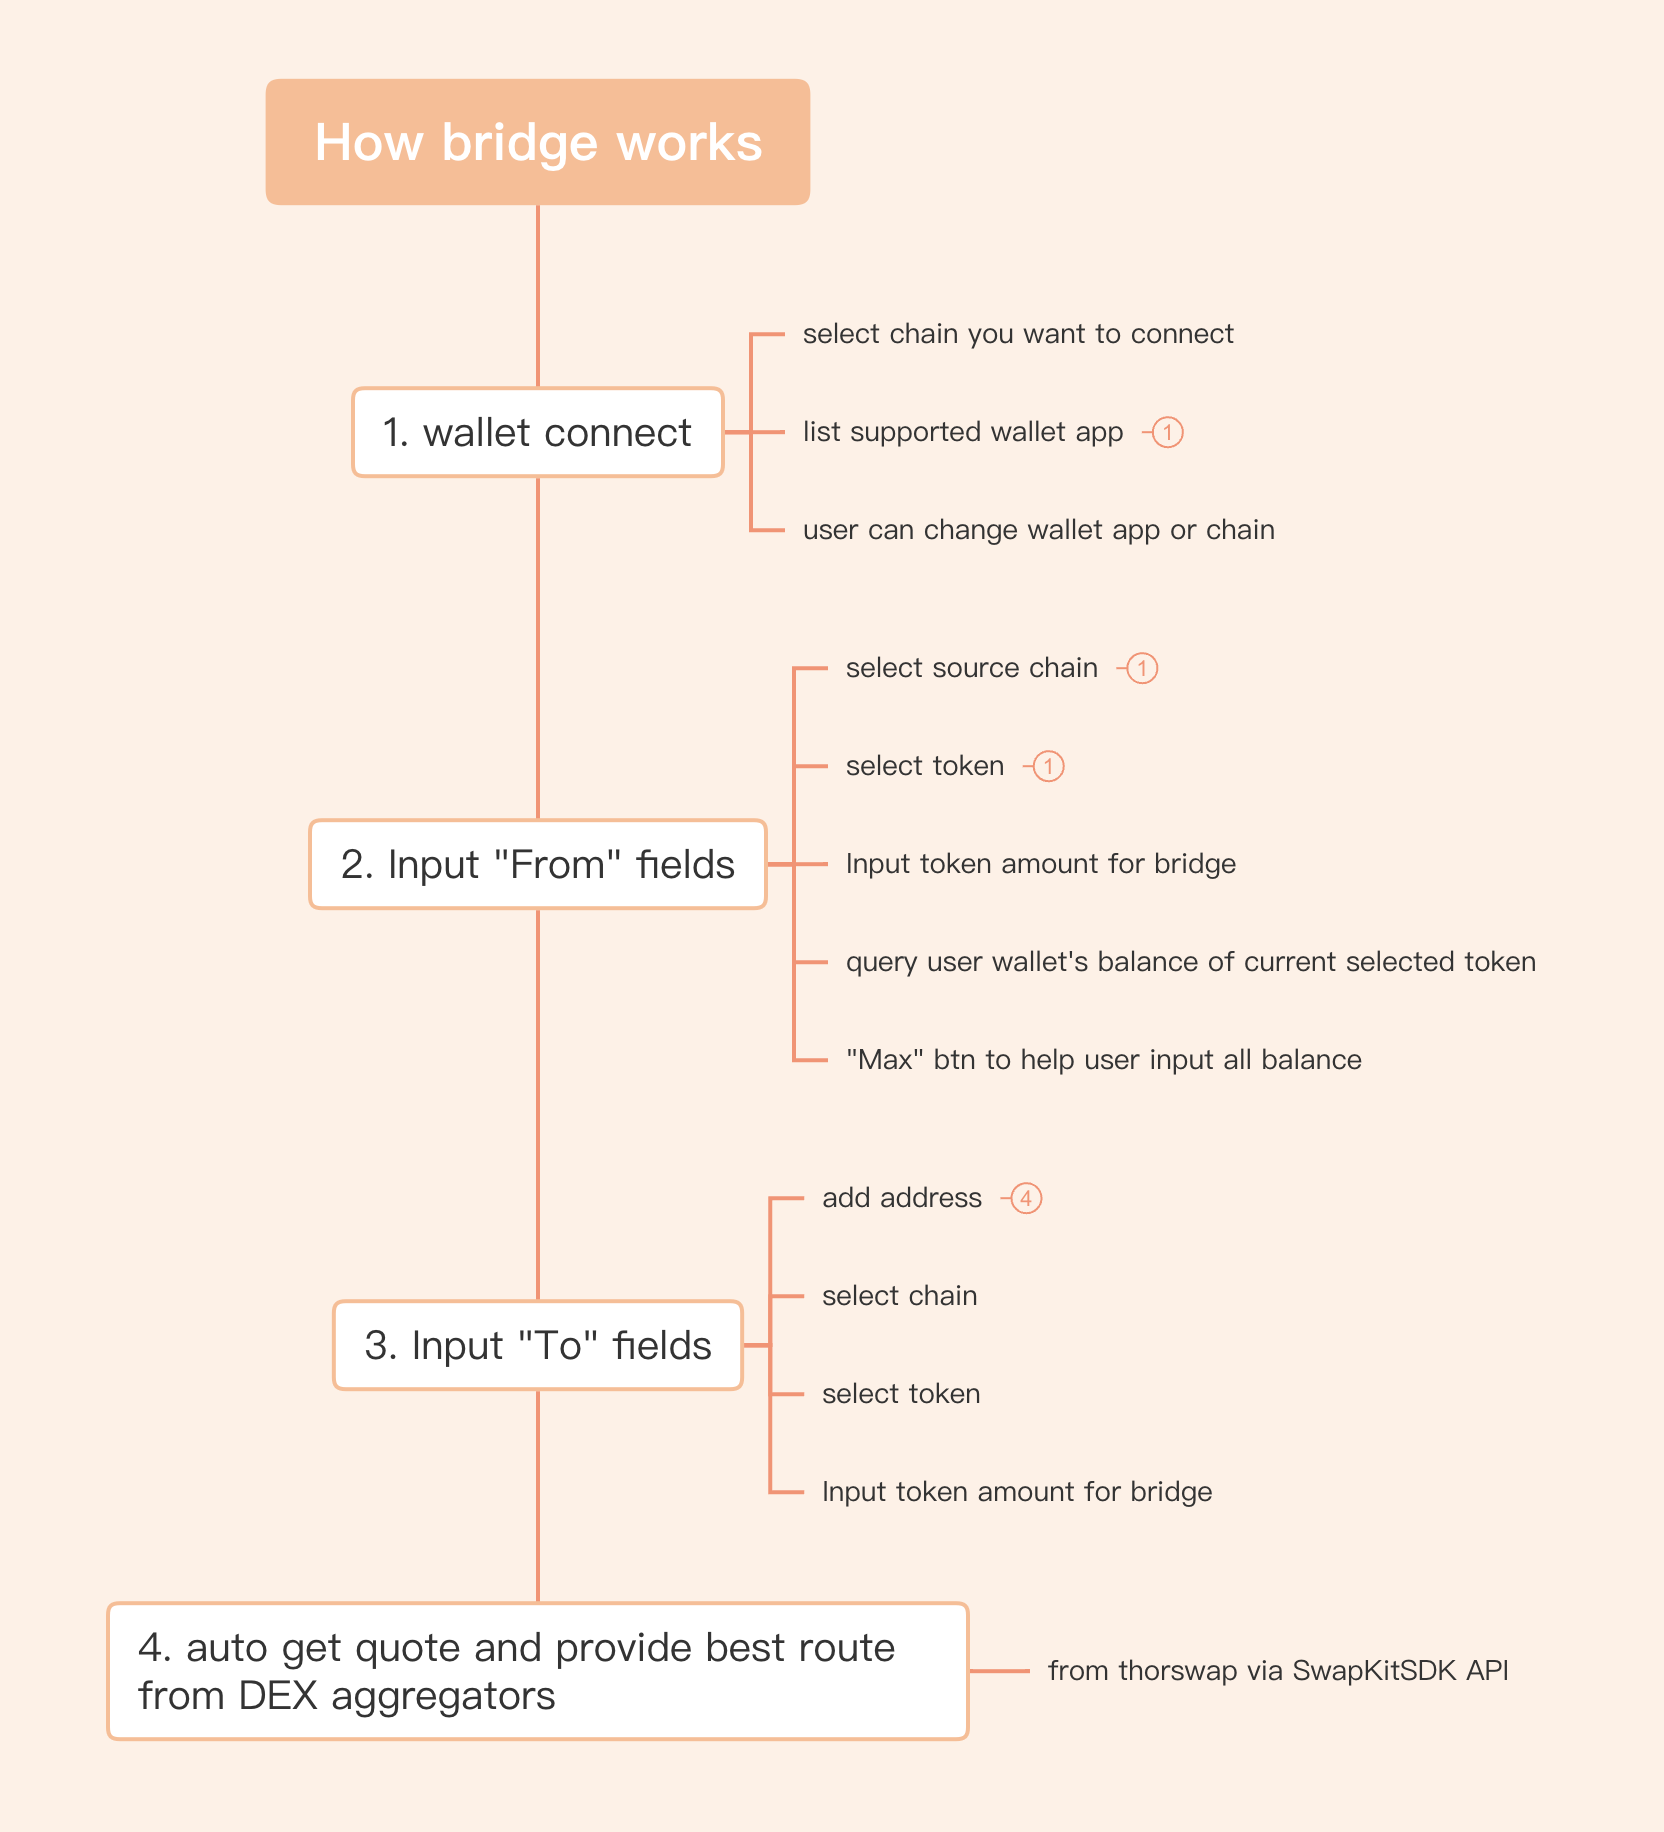 How bridge works
select chain you want to connect
1. wallet connect
list supported wallet app 1
user can change wallet app or chain
select source chain 1
select token 1
2. Input "From" fields
Input token amount for bridge
query user wallet's balance of current selected token
"Max" btn to help user input all balance
add address 4
select chain
3. Input "To" fields
select token
Input token amount for bridge
4. auto get quote and provide best route
from DEX aggregators
from thorswap via SwapKitSDK API